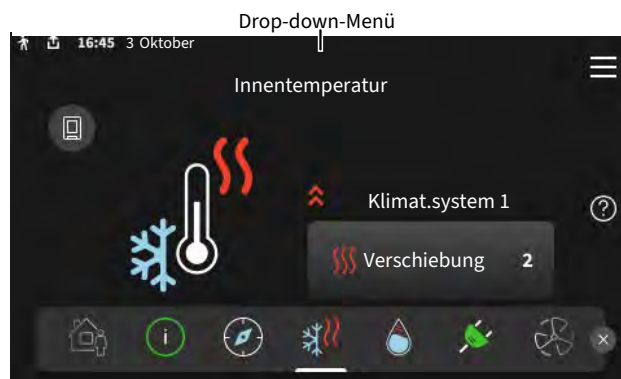 Drop-down-Menü
16:45 3 Oktober
Innentemperatur
Klimat.system 1
?
Verschiebung 2
i